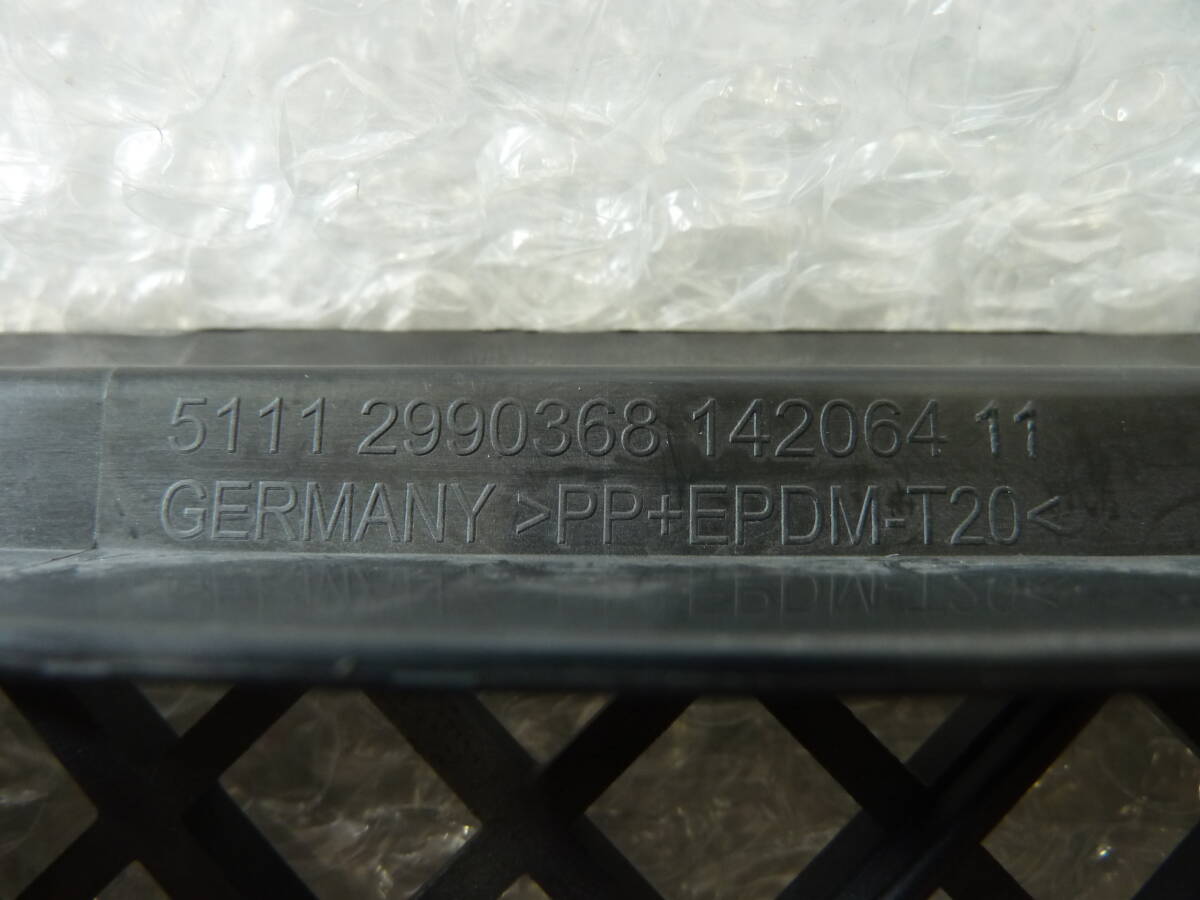 5111 2990368 142064 11
GERMANY >PP+EPDM-T20<